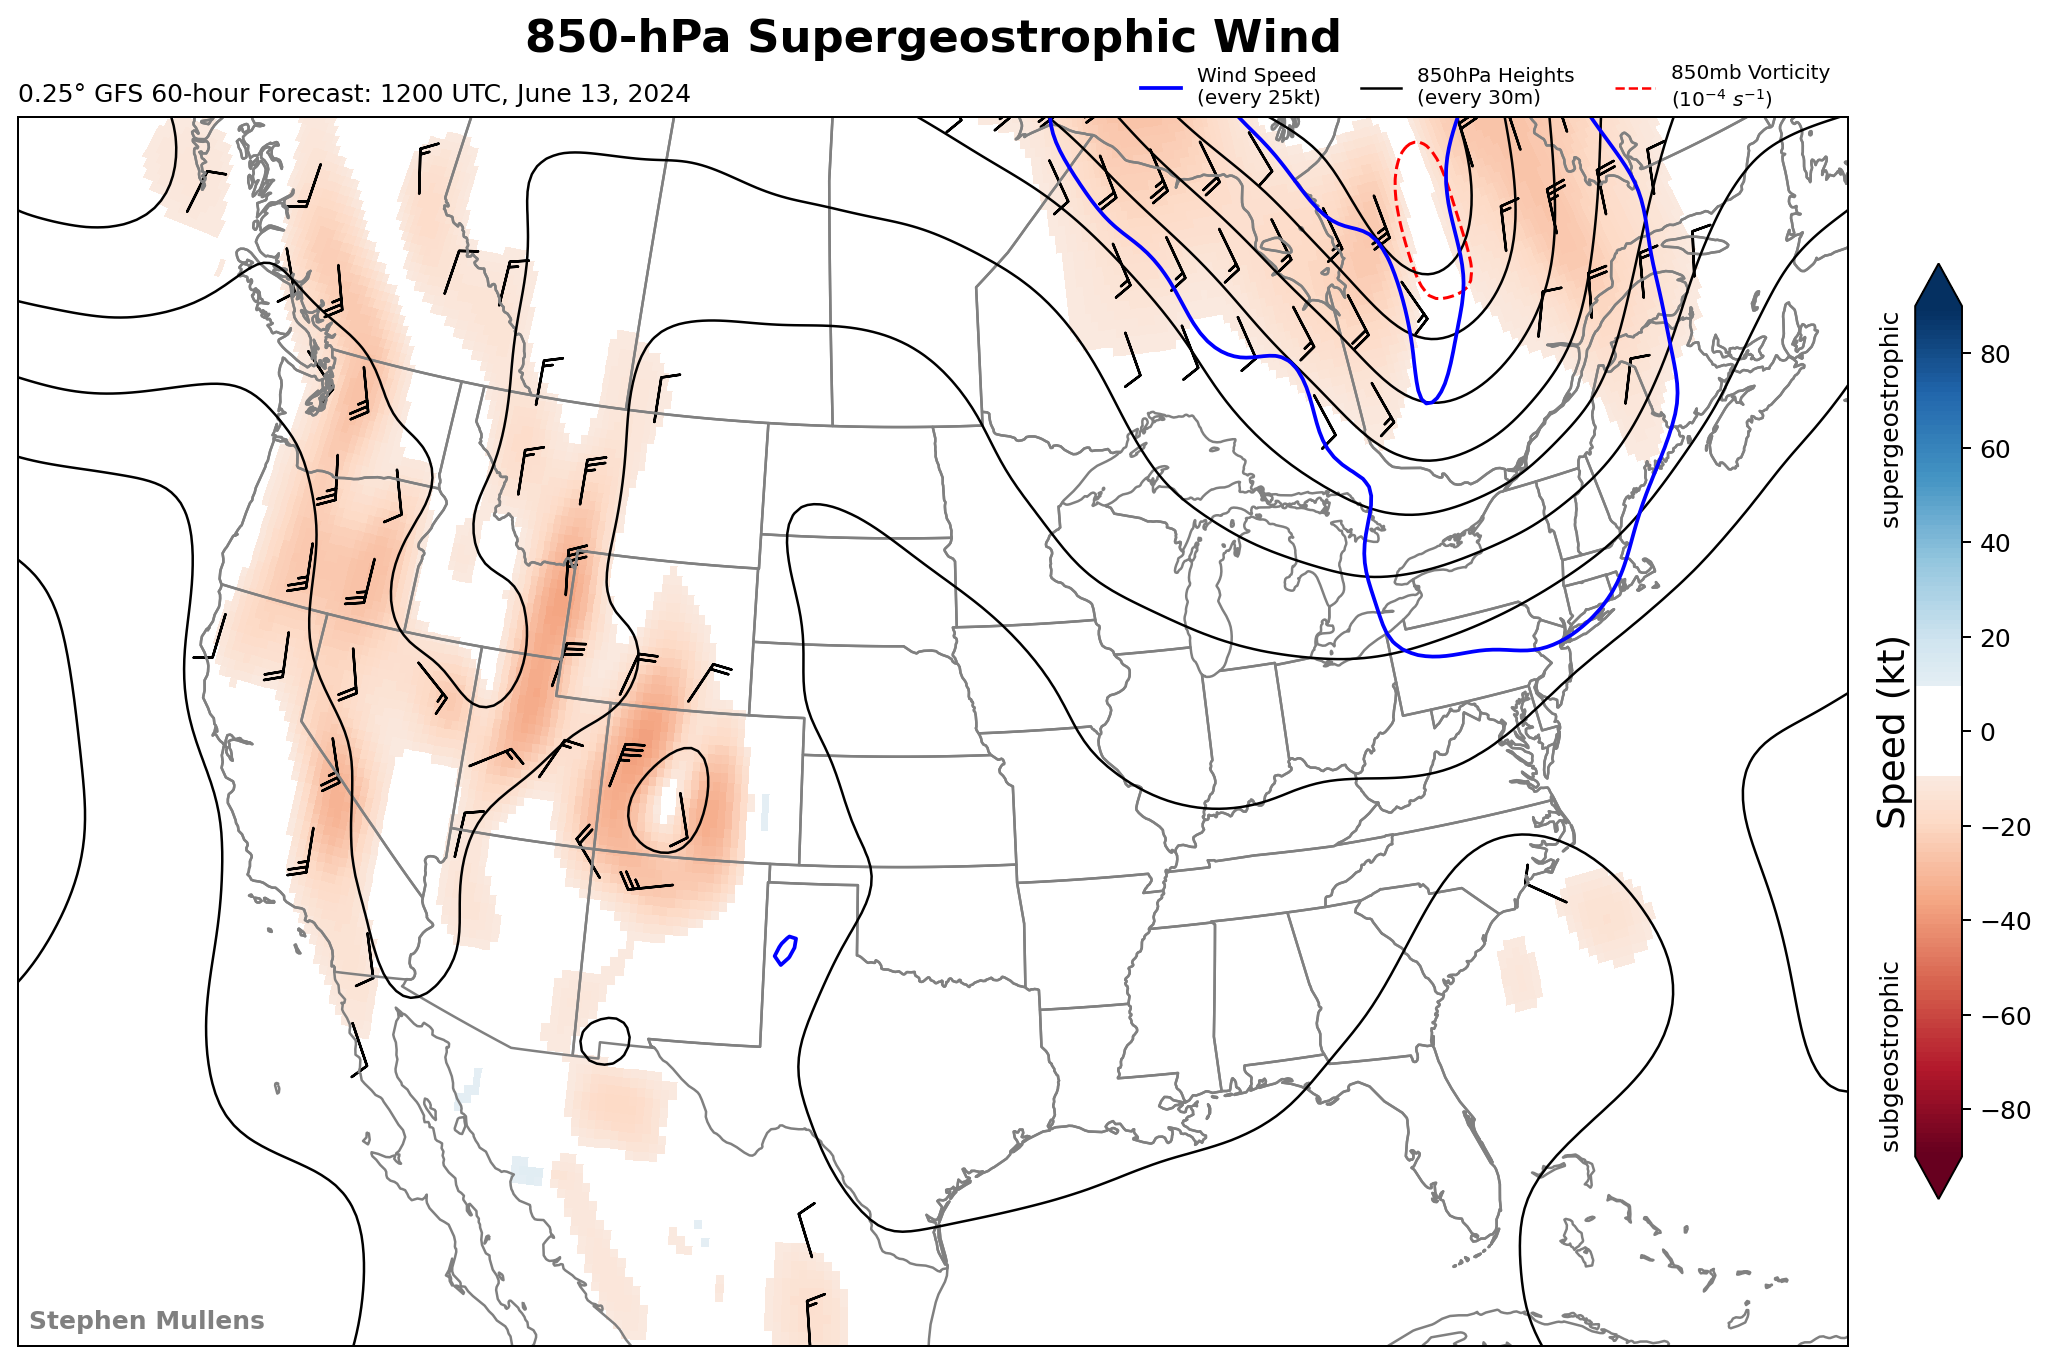 850-hPa Supergeostrophic Wind
0.25° GFS 60-hour Forecast: 1200 UTC, June 13, 2024
Wind Speed
(every 25kt)
850hPa Heights
(every 30m)
850mb Vorticity
(10⁻⁴ s⁻¹)
supergeostrophic
Speed (kt)
subgeostrophic
80
60
40
20
0
−20
−40
−60
−80
Stephen Mullens